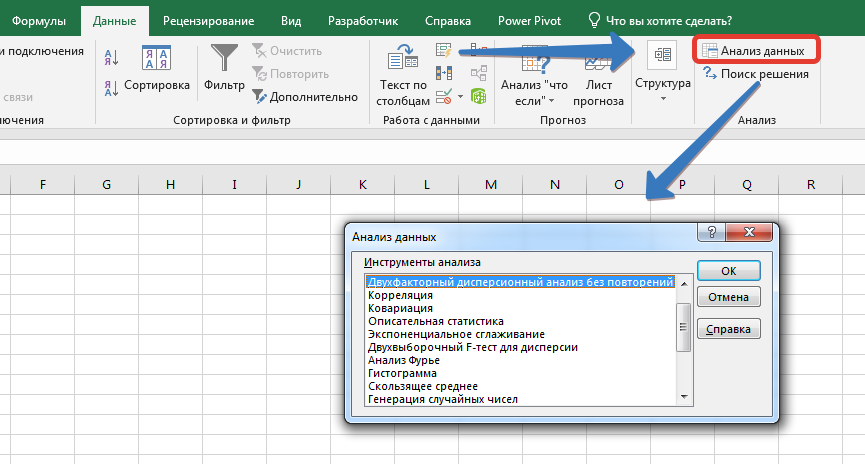 Формулы Данные Рецензирование Вид Разработчик Справка Power Pivot Что вы хотите сделать?
и подключения
связи
ючения
А Я
Я А
Я А
А Я
Сортировка
Фильтр
Очистить
Повторить
Дополнительно
Сортировка и фильтр
Текст по
столбцам
Работа с данными
Анализ "что
если"
Лист
прогноза
Прогноз
Структура
Анализ данных
Поиск решения
Анализ
F G H I J K L M N O P Q R
Анализ данных
Инструменты анализа
Двухфакторный дисперсионный анализ без повторений
Корреляция
Ковариация
Описательная статистика
Экспоненциальное сглаживание
Двухвыборочный F-тест для дисперсии
Анализ Фурье
Гистограмма
Скользящее среднее
Генерация случайных чисел
ОК
Отмена
Справка